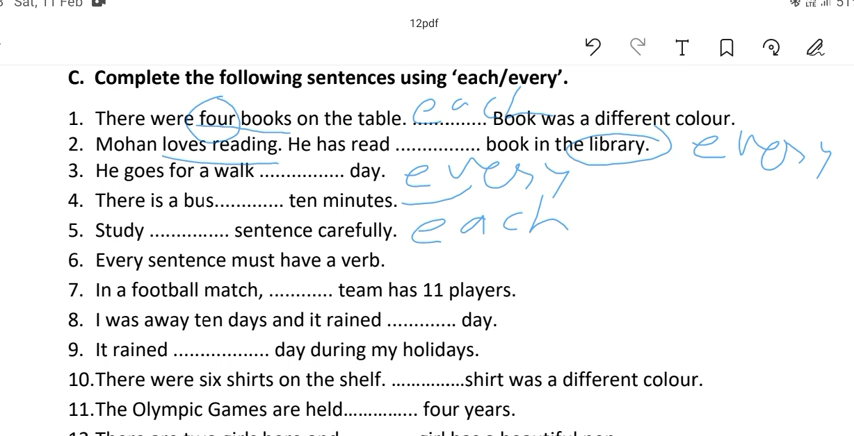 Sat, 11 Feb
12pdf
C. Complete the following sentences using ‘each/every’.
1. There were four books on the table. each .............. Book was a different colour.
2. Mohan loves reading. He has read ................ book in the library. every
3. He goes for a walk ................ day. every
4. There is a bus............. ten minutes.
5. Study ............... sentence carefully. each
6. Every sentence must have a verb.
7. In a football match, ............ team has 11 players.
8. I was away ten days and it rained ............. day.
9. It rained .................. day during my holidays.
10.There were six shirts on the shelf. ..............shirt was a different colour.
11.The Olympic Games are held.............. four years.